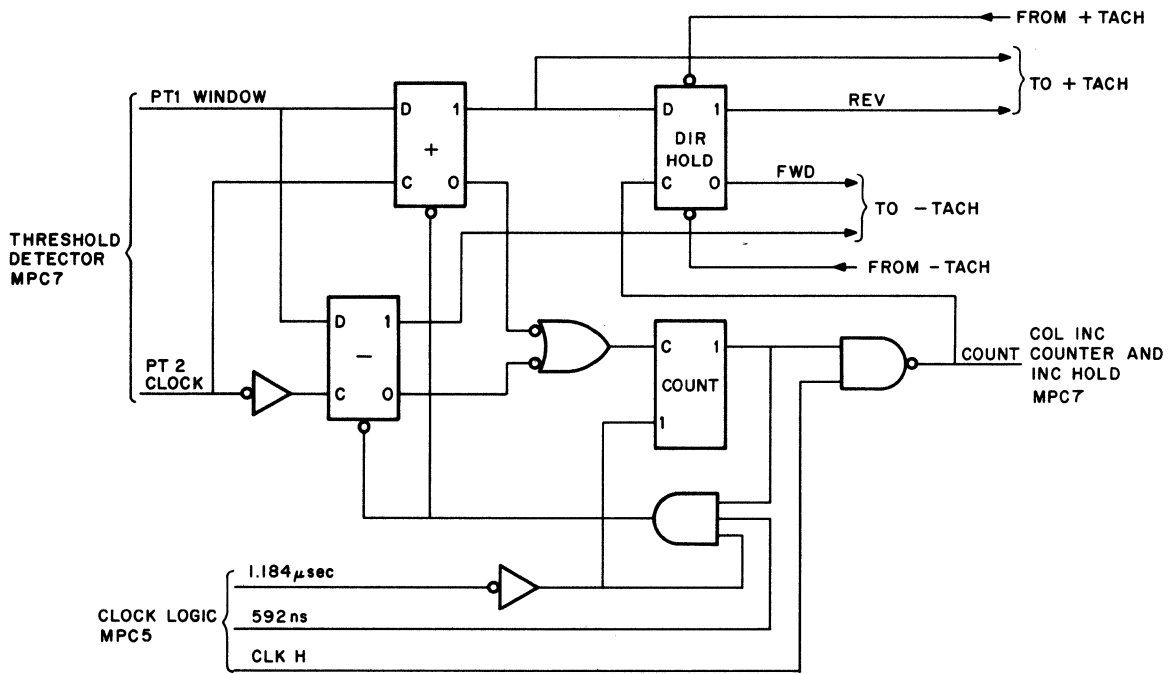 FROM + TACH
PT1 WINDOW
D 1
+
C 0
D 1
DIR
HOLD
C 0
REV
TO + TACH
FWD
TO - TACH
FROM - TACH
THRESHOLD
DETECTOR
MPC7
PT 2
CLOCK
D 1
-
C 0
C 1
COUNT
1
COUNT
COL INC
COUNTER AND
INC HOLD
MPC7
CLOCK LOGIC
MPC5
1.184µsec
592ns
CLK H